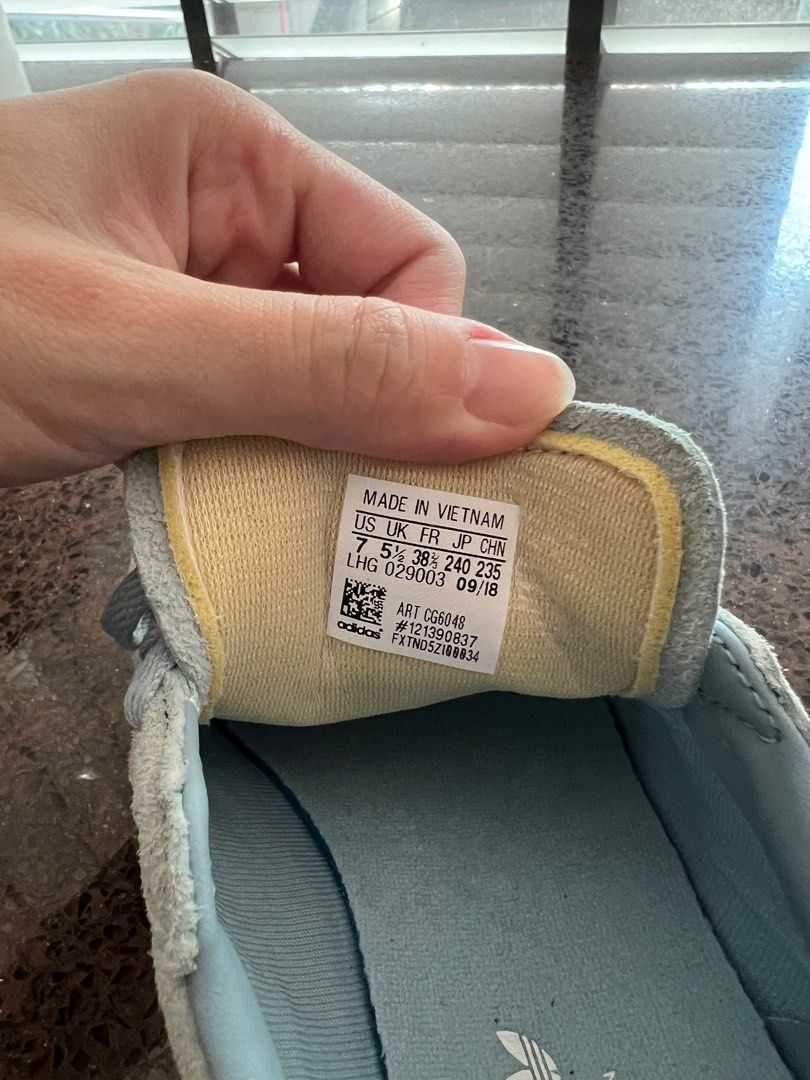 MADE IN VIETNAM
US UK FR JP CHN
7 5½ 38⅔ 240 235
LHG 029003 09/18
ART CG6048
#121390837
adidas
FXTND5ZI00034